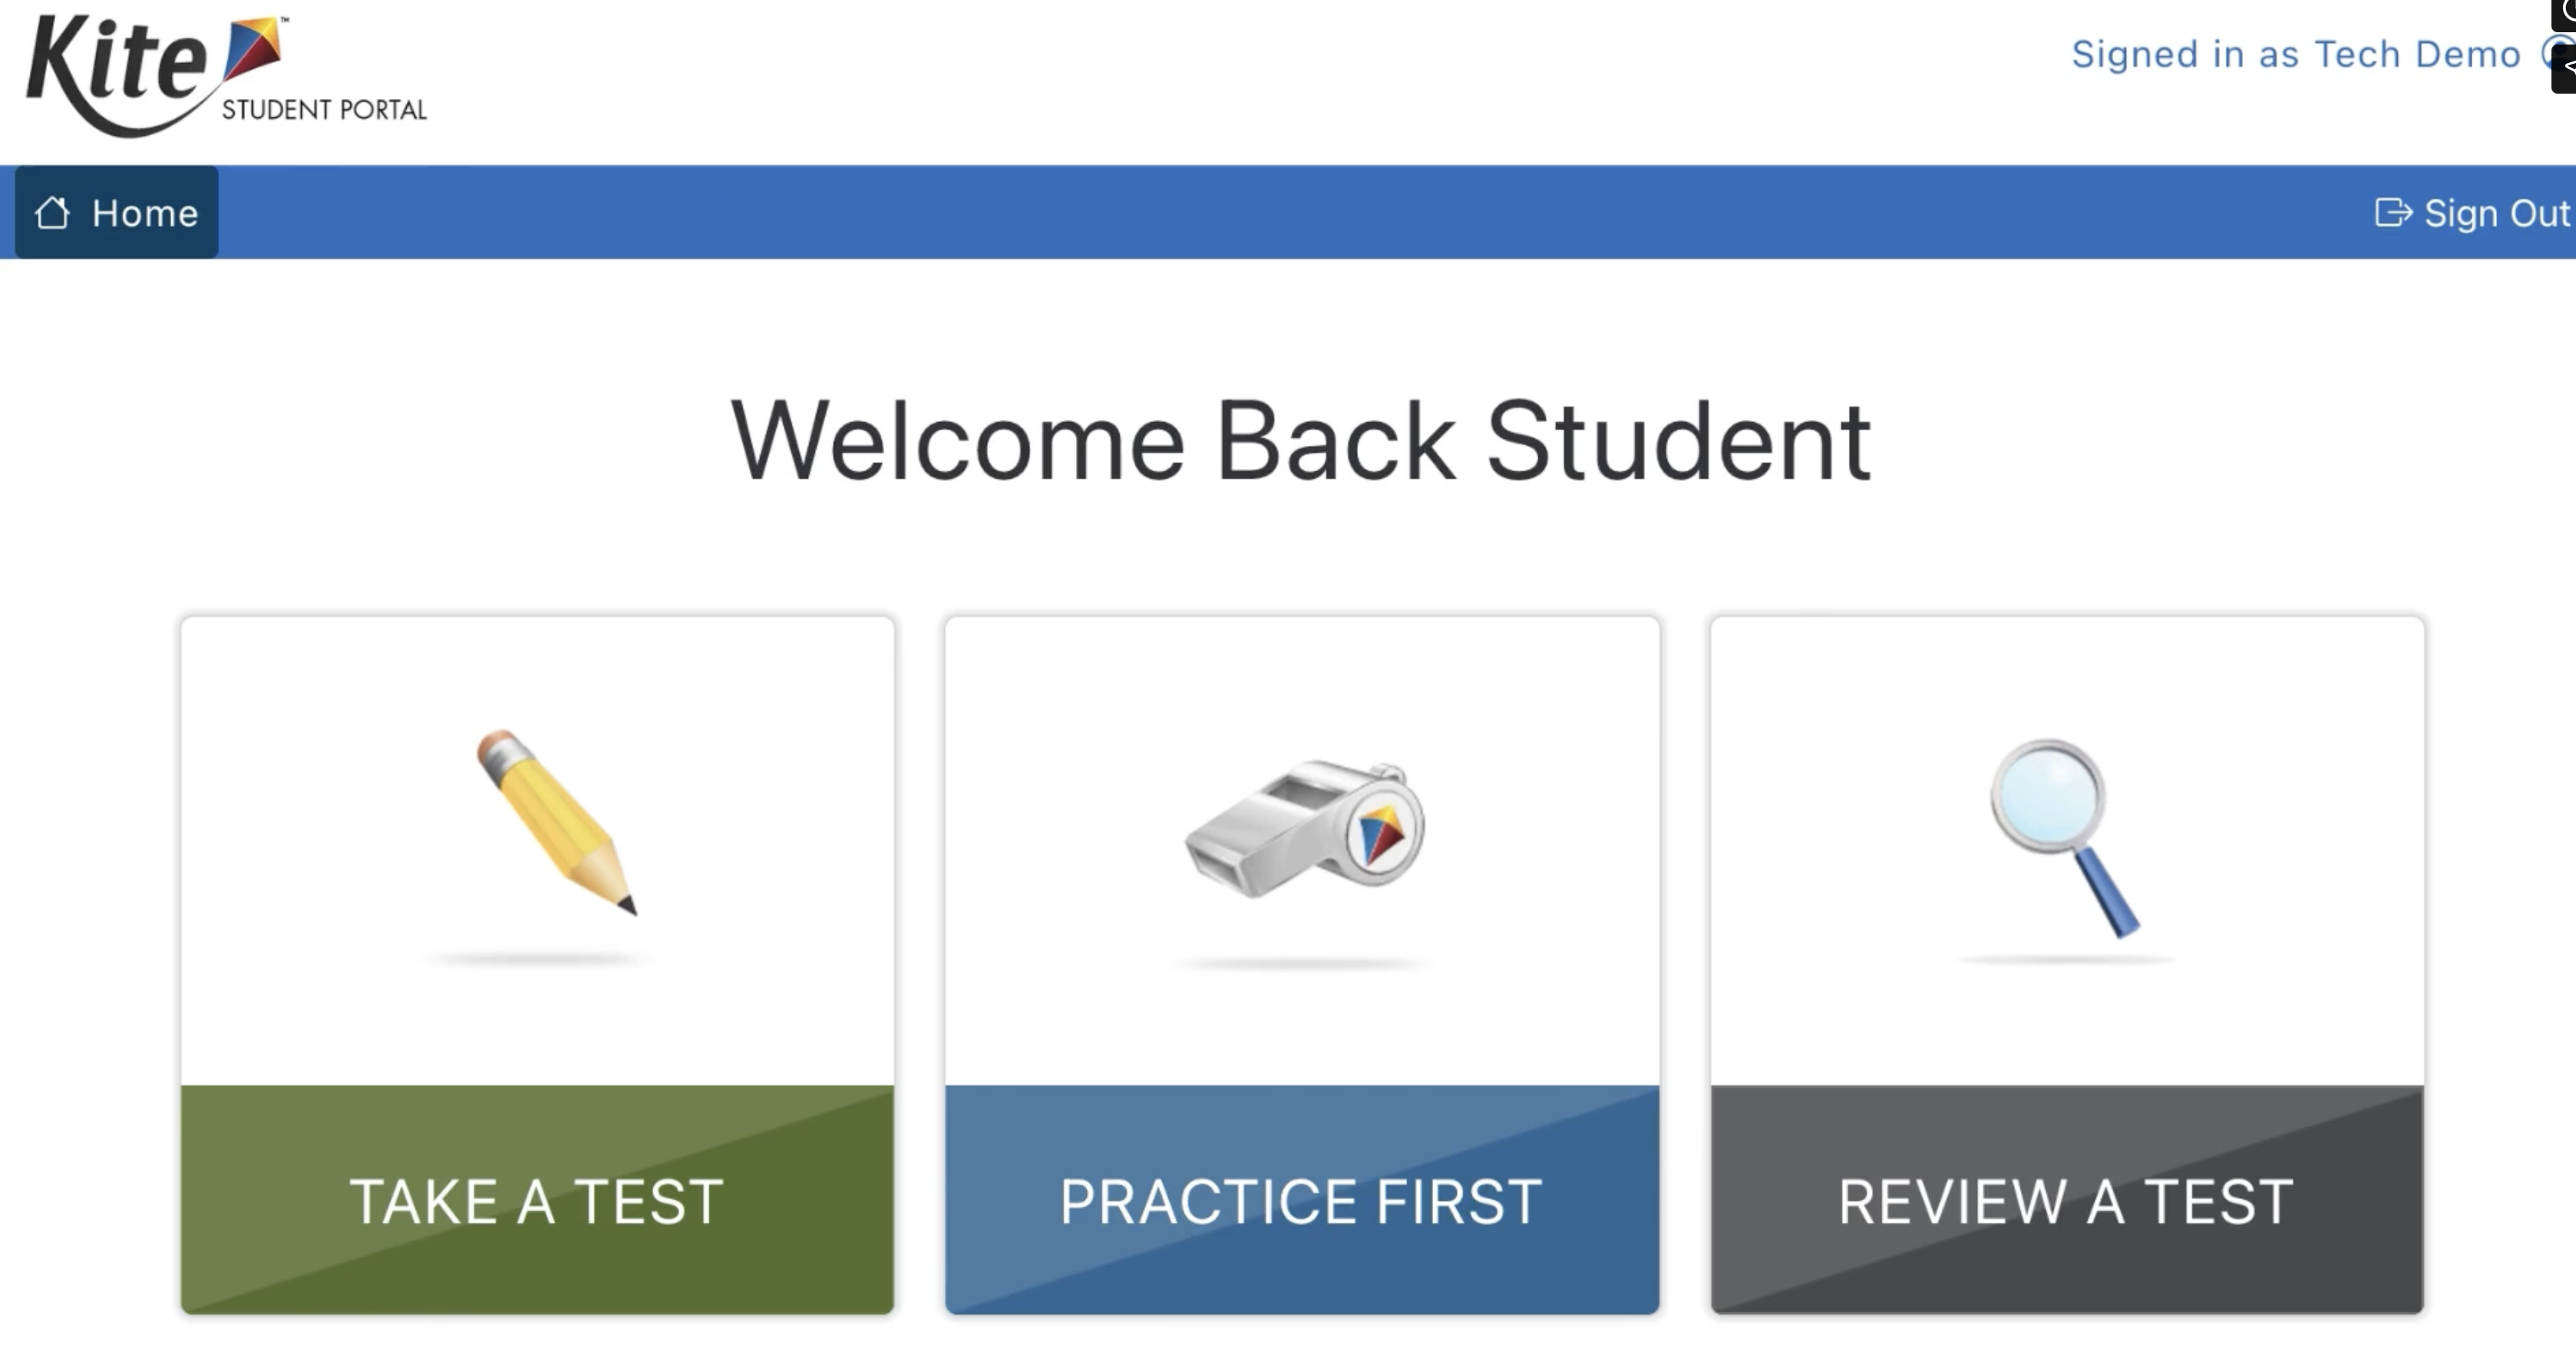 Kite™
STUDENT PORTAL
Signed in as Tech Demo
Home
Sign Out
Welcome Back Student
TAKE A TEST
PRACTICE FIRST
REVIEW A TEST